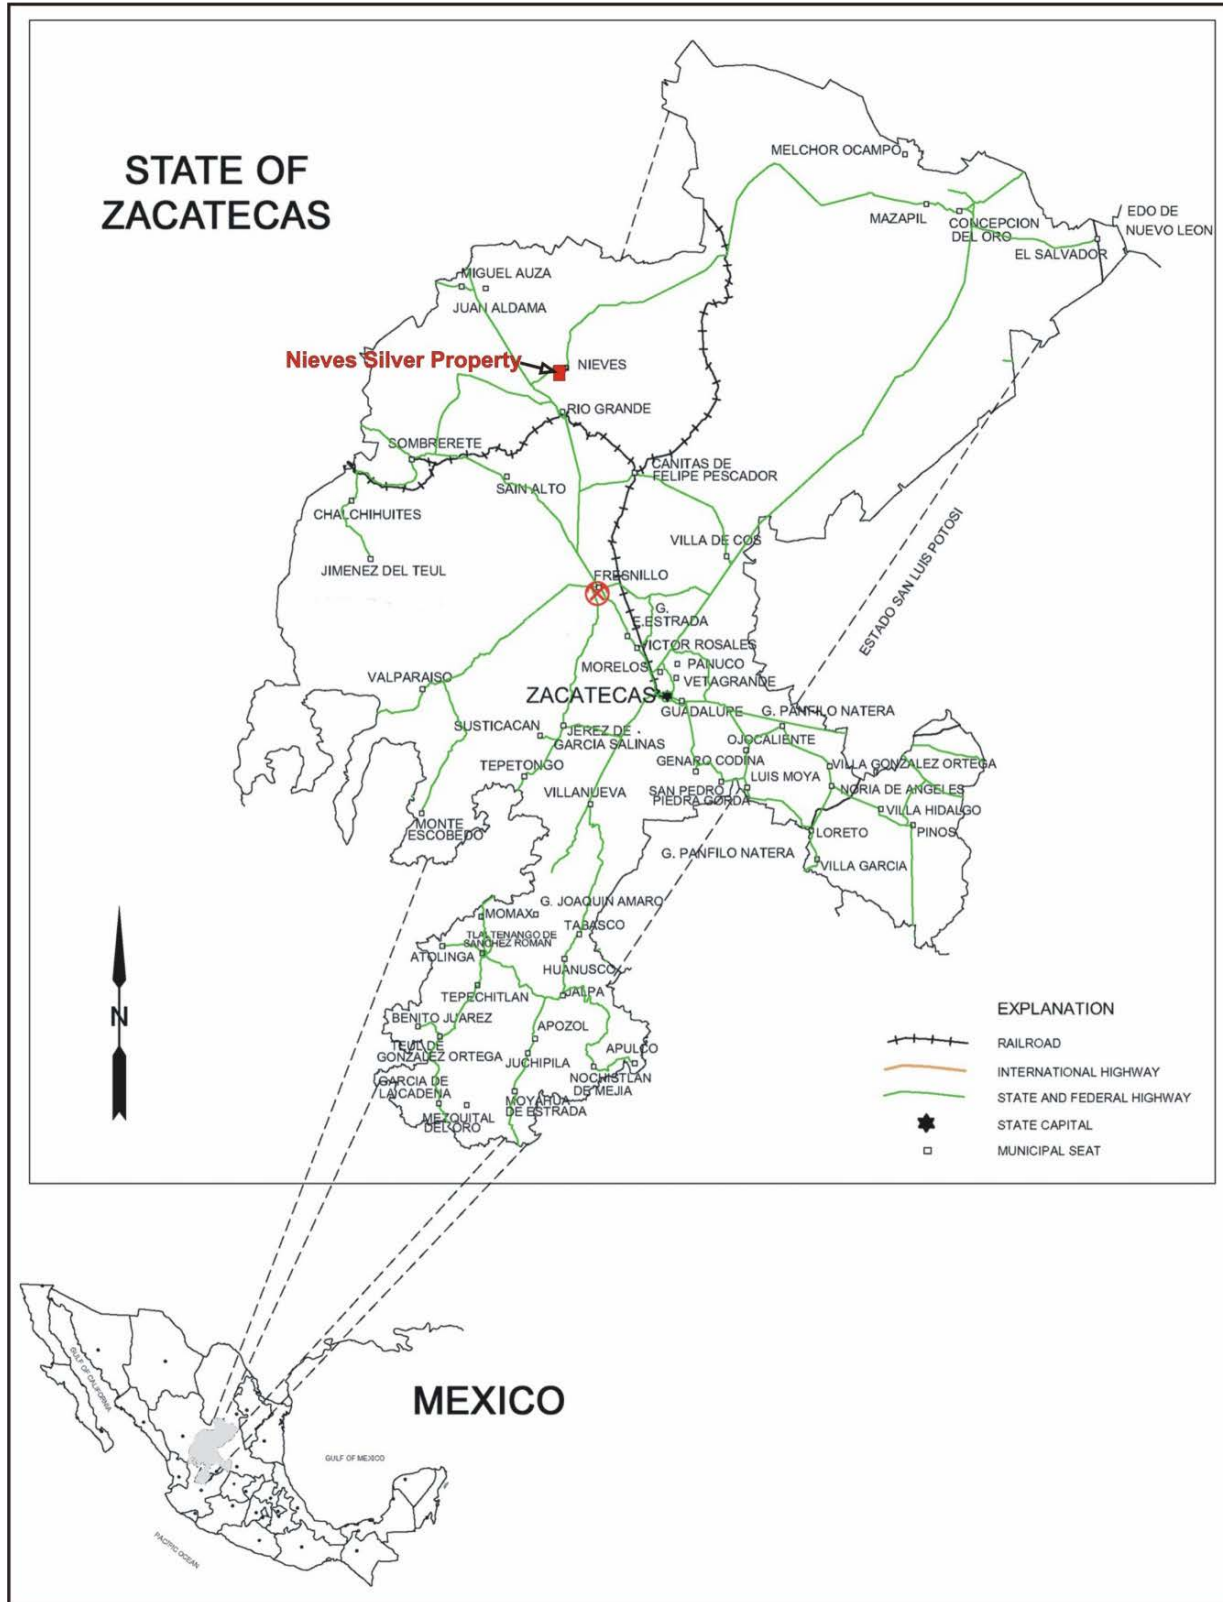 STATE OF
ZACATECAS
MELCHOR OCAMPO
MAZAPIL
CONCEPCION
DEL ORO
EDO DE
NUEVO LEON
EL SALVADOR
MIGUEL AUZA
JUAN ALDAMA
Nieves Silver Property
NIEVES
RIO GRANDE
SOMBRERETE
SAIN ALTO
CANITAS DE
FELIPE PESCADOR
CHALCHIHUITES
JIMENEZ DEL TEUL
VILLA DE COS
ESTADO SAN LUIS POTOSI
FRESNILLO
G.
E.ESTRADA
VICTOR ROSALES
MORELOS
PANUCO
VETAGRANDE
VALPARAISO
ZACATECAS
GUADALUPE
G. PANFILO NATERA
SUSTICACAN
JEREZ DE
GARCIA SALINAS
OJOCALIENTE
TEPETONGO
GENARO CODINA
VILLA GONZALEZ ORTEGA
LUIS MOYA
VILLANUEVA
SAN PEDRO
PIEDRA GORDA
NORIA DE ANGELES
VILLA HIDALGO
MONTE
ESCOBEDO
LORETO
PINOS
G. PANFILO NATERA
VILLA GARCIA
G. JOAQUIN AMARO
MOMAX
TABASCO
TLALTENANGO DE
SANCHEZ ROMAN
ATOLINGA
HUANUSCO
TEPECHITLAN
JALPA
BENITO JUAREZ
APOZOL
TEUL DE
GONZALEZ ORTEGA
JUCHIPILA
APULCO
NOCHISTLAN
DE MEJIA
GARCIA DE
LA CADENA
MOYAHUA
DE ESTRADA
MEZQUITAL
DEL ORO
N
EXPLANATION
RAILROAD
INTERNATIONAL HIGHWAY
STATE AND FEDERAL HIGHWAY
STATE CAPITAL
MUNICIPAL SEAT
GULF OF CALIFORNIA
MEXICO
GULF OF MEXICO
PACTRIC OCEAN